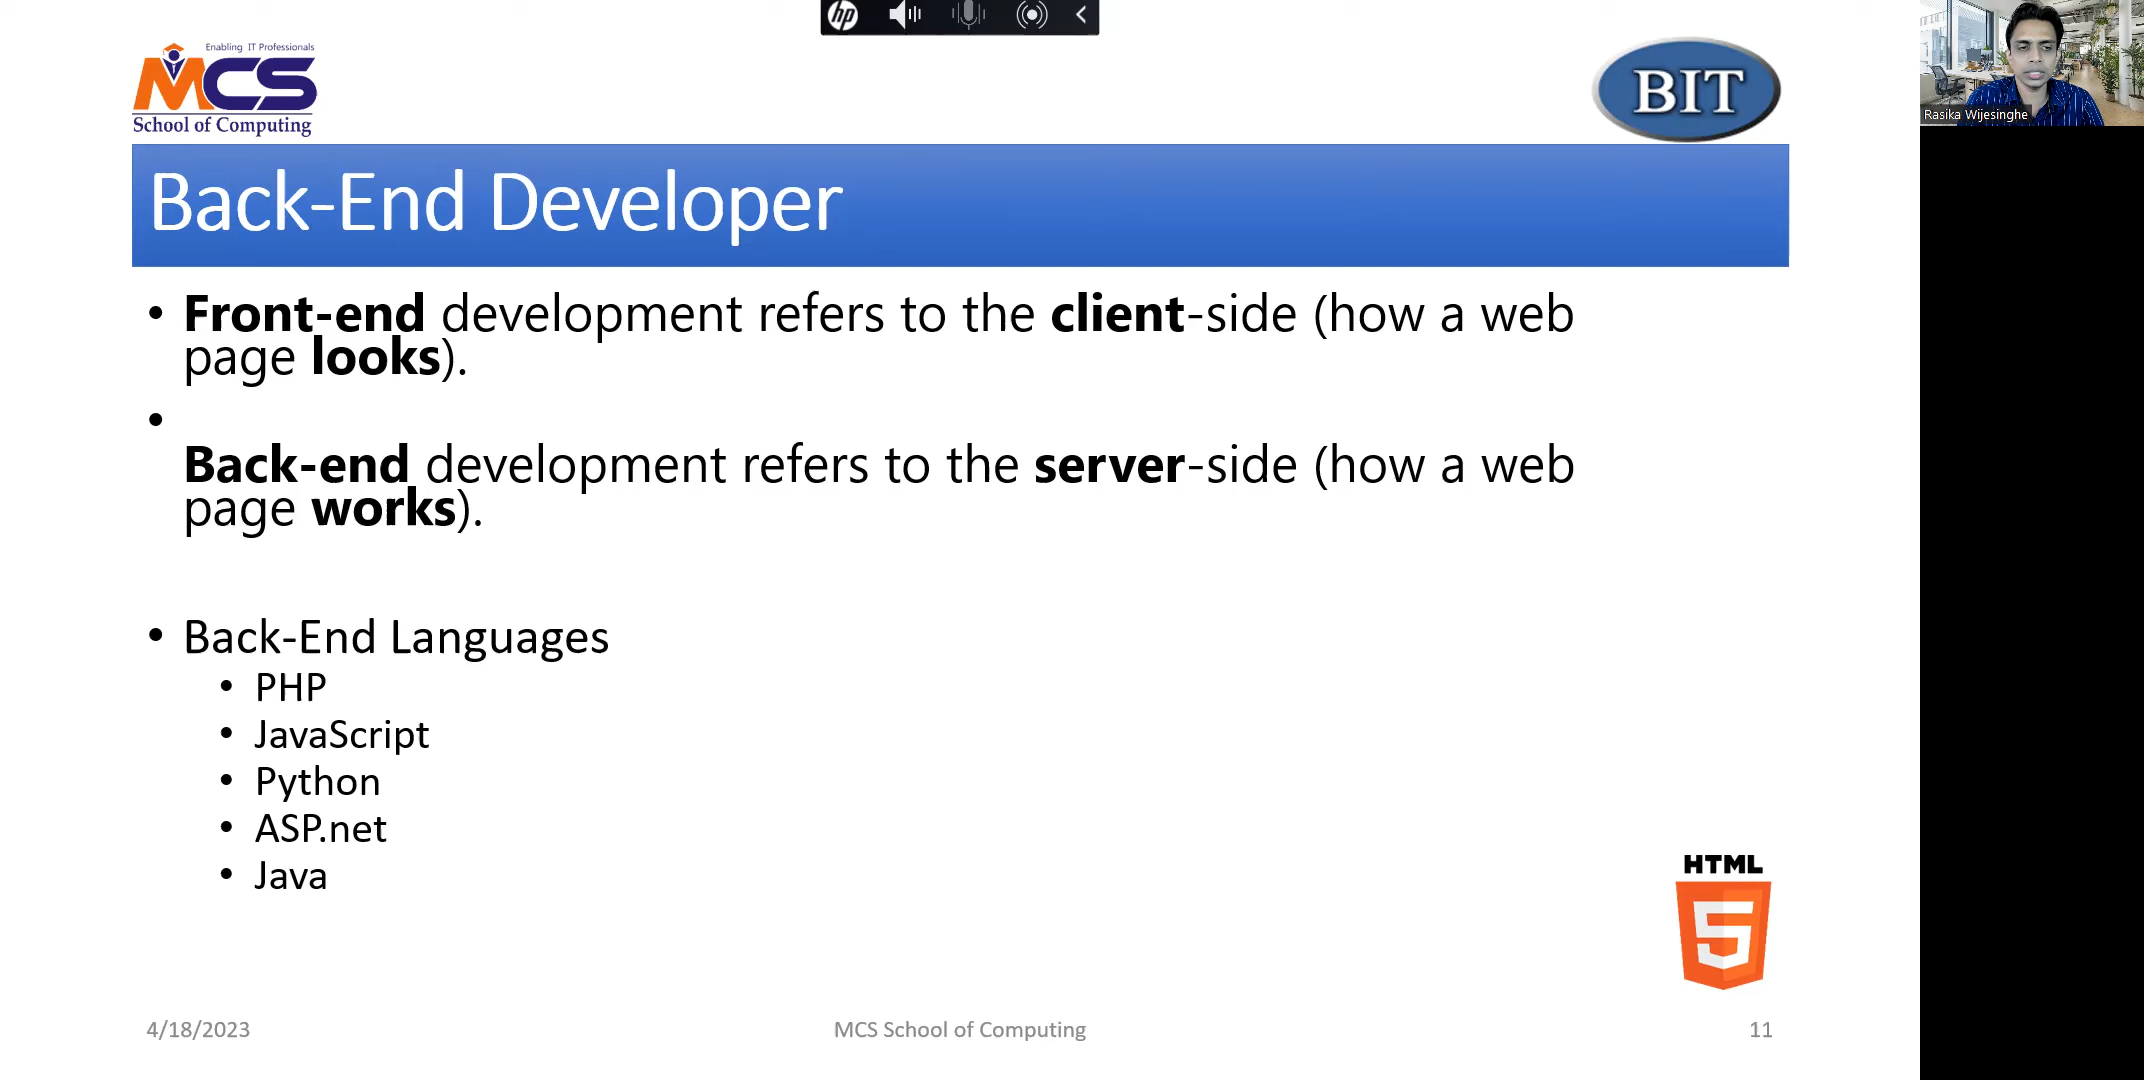 hp
Enabling IT Professionals
MCS
School of Computing
BIT
Rasika Wijesinghe
Back-End Developer
• Front-end development refers to the client-side (how a web
page looks).
•
Back-end development refers to the server-side (how a web
page works).
• Back-End Languages
• PHP
• JavaScript
• Python
• ASP.net
• Java
HTML
5
4/18/2023
MCS School of Computing
11